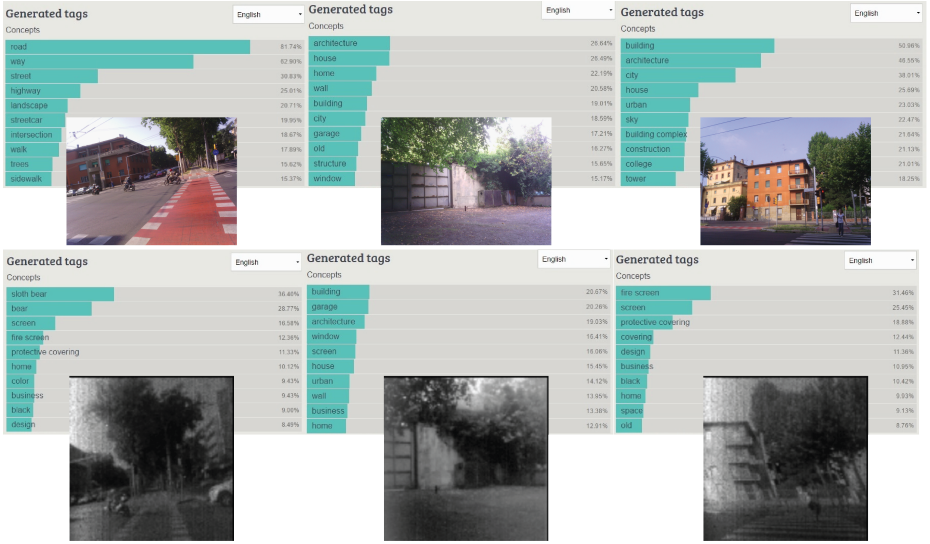 Generated tags
English
Concepts
road 81.74%
way 62.90%
street 30.83%
highway 25.01%
landscape 20.71%
streetcar 19.95%
intersection 18.67%
walk 17.89%
trees 15.62%
sidewalk 15.37%
Generated tags
English
Concepts
architecture 26.64%
house 26.49%
home 22.19%
wall 20.58%
building 19.01%
city 18.59%
garage 17.21%
old 16.27%
structure 15.65%
window 15.17%
Generated tags
English
Concepts
building 50.96%
architecture 46.55%
city 38.01%
house 25.69%
urban 23.03%
sky 22.47%
building complex 21.64%
construction 21.13%
college 21.01%
tower 18.25%
Generated tags
English
Concepts
sloth bear 36.40%
bear 28.77%
screen 16.58%
fire screen 12.36%
protective covering 11.33%
home 10.12%
color 9.43%
business 9.43%
black 9.00%
design 8.49%
Generated tags
English
Concepts
building 20.67%
garage 20.26%
architecture 19.03%
window 16.41%
screen 16.06%
house 15.45%
urban 14.12%
wall 13.95%
business 13.38%
home 12.91%
Generated tags
English
Concepts
fire screen 31.46%
screen 25.45%
protective covering 18.88%
covering 12.44%
design 11.36%
business 10.95%
black 10.42%
home 9.93%
space 9.13%
old 8.76%